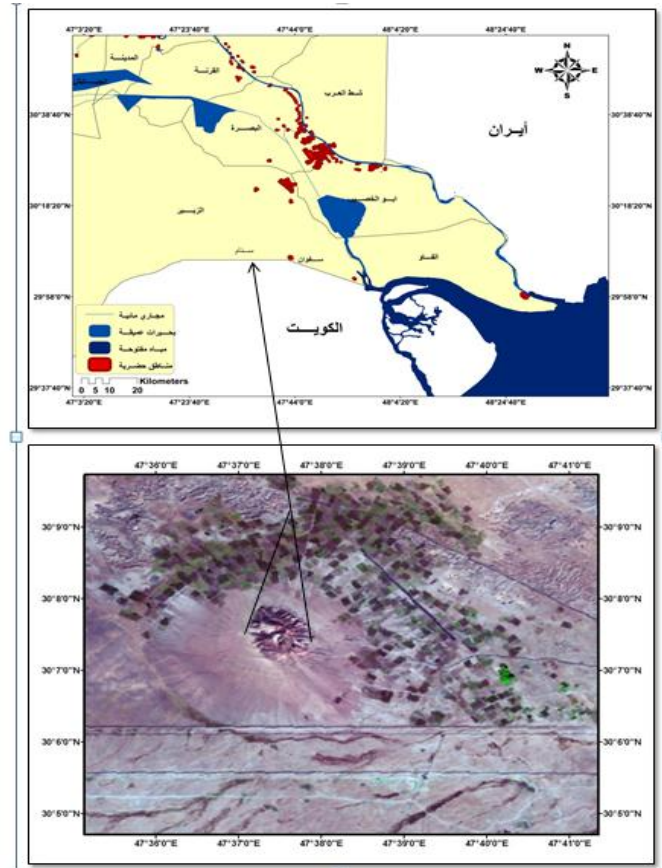 47°3'20"E 47°23'40"E 47°44'0"E 48°4'20"E 48°24'40"E
N
W E
S
المدينة
القرنة
شط العرب
30°38'40"N 30°38'40"N
أيران
البصرة
ابو الخصيب
30°18'20"N 30°18'20"N
الزبير
سنام
سفوان
الفاو
29°58'0"N 29°58'0"N
مجاري مائية
بحيرات عميقة
مياه مفتوحة
مناطق حضرية
الكويت
Kilometers
0 5 10 20
29°37'40"N 29°37'40"N
47°3'20"E 47°23'40"E 47°44'0"E 48°4'20"E 48°24'40"E
47°36'0"E 47°37'0"E 47°38'0"E 47°39'0"E 47°40'0"E 47°41'0"E
30°9'0"N 30°9'0"N
30°8'0"N 30°8'0"N
30°7'0"N 30°7'0"N
30°6'0"N 30°6'0"N
30°5'0"N 30°5'0"N
47°36'0"E 47°37'0"E 47°38'0"E 47°39'0"E 47°40'0"E 47°41'0"E